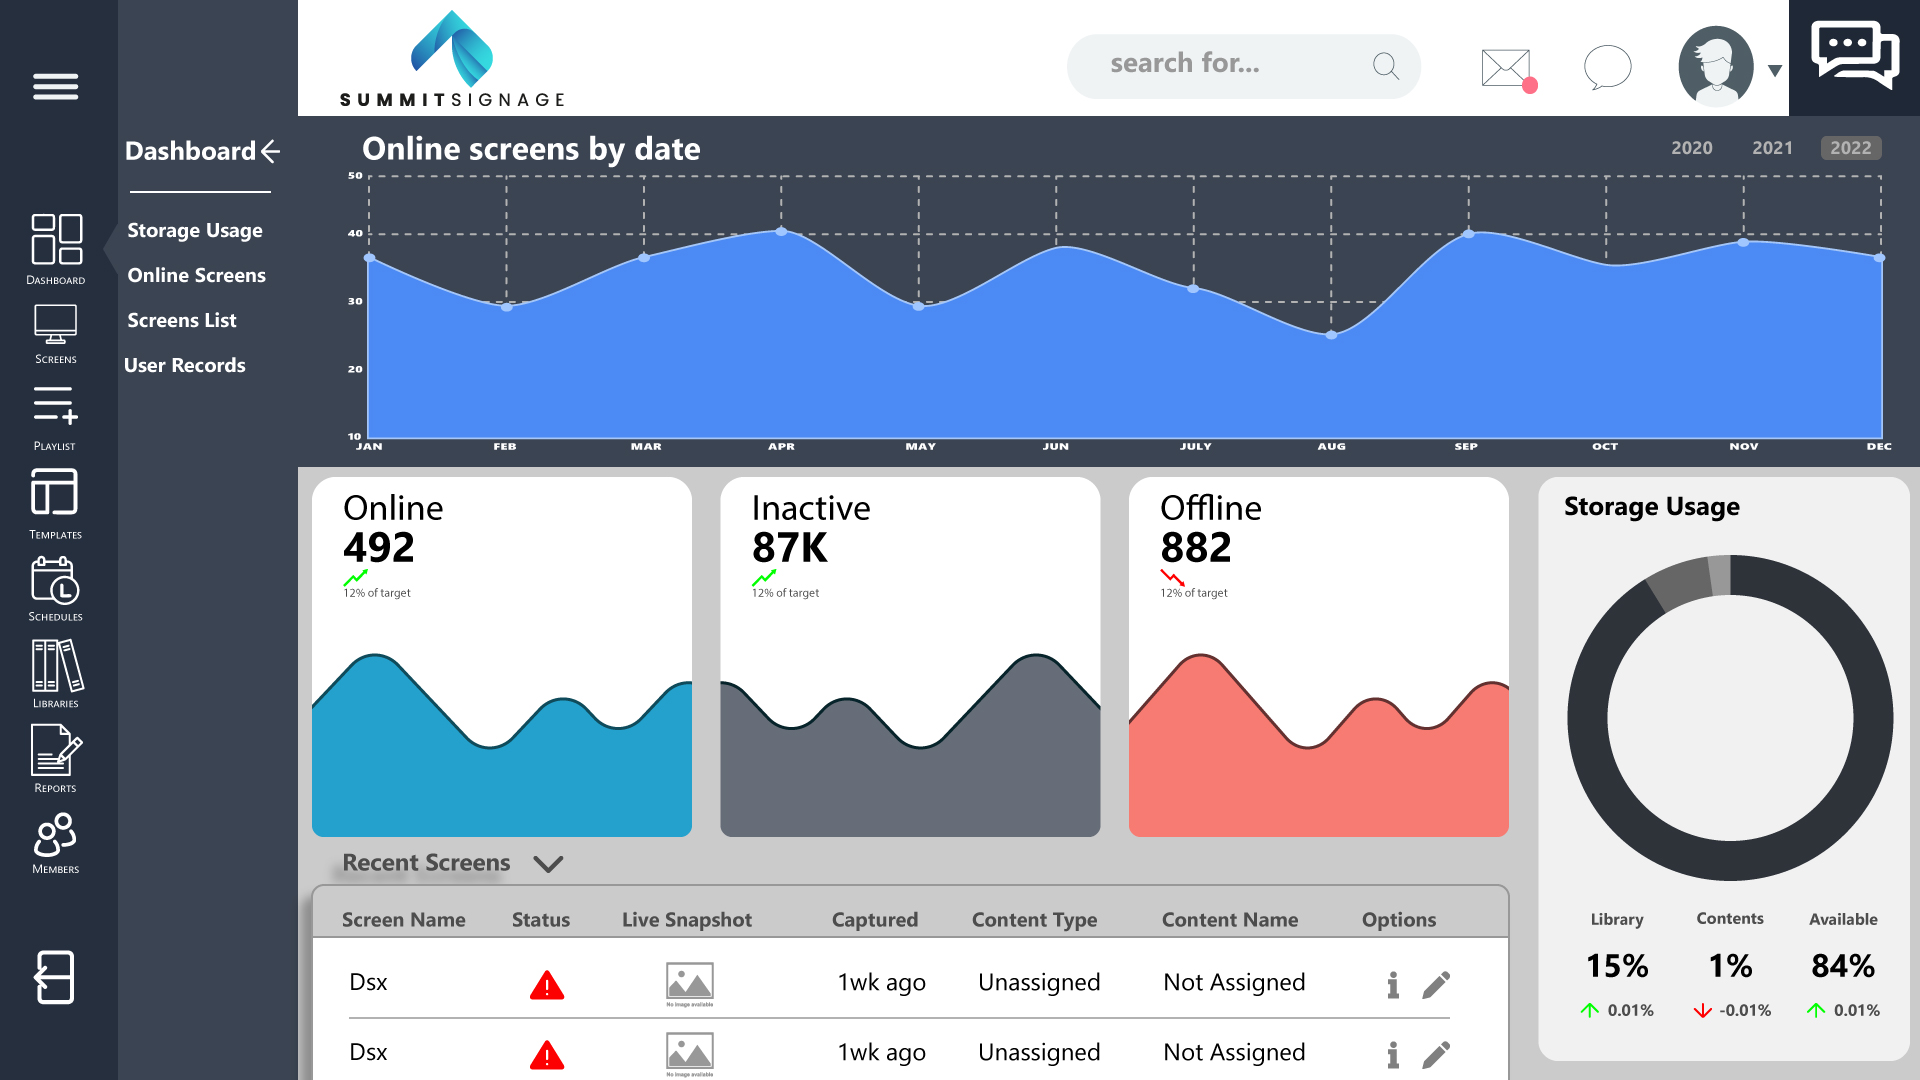 SUMMITSIGNAGE
search for...
Dashboard
Storage Usage
Online Screens
Screens List
User Records
Dashboard
Screens
Playlist
Templates
Schedules
Libraries
Reports
Members
Online screens by date
2020 2021 2022
50
40
30
20
10
JAN FEB MAR APR MAY JUN JULY AUG SEP OCT NOV DEC
Online
492
12% of target
Inactive
87K
12% of target
Offline
882
12% of target
Storage Usage
Library Contents Available
15% 1% 84%
0.01% -0.01% 0.01%
Recent Screens
Screen Name Status Live Snapshot Captured Content Type Content Name Options
Dsx 1wk ago Unassigned Not Assigned
No image available
Dsx 1wk ago Unassigned Not Assigned
No image available